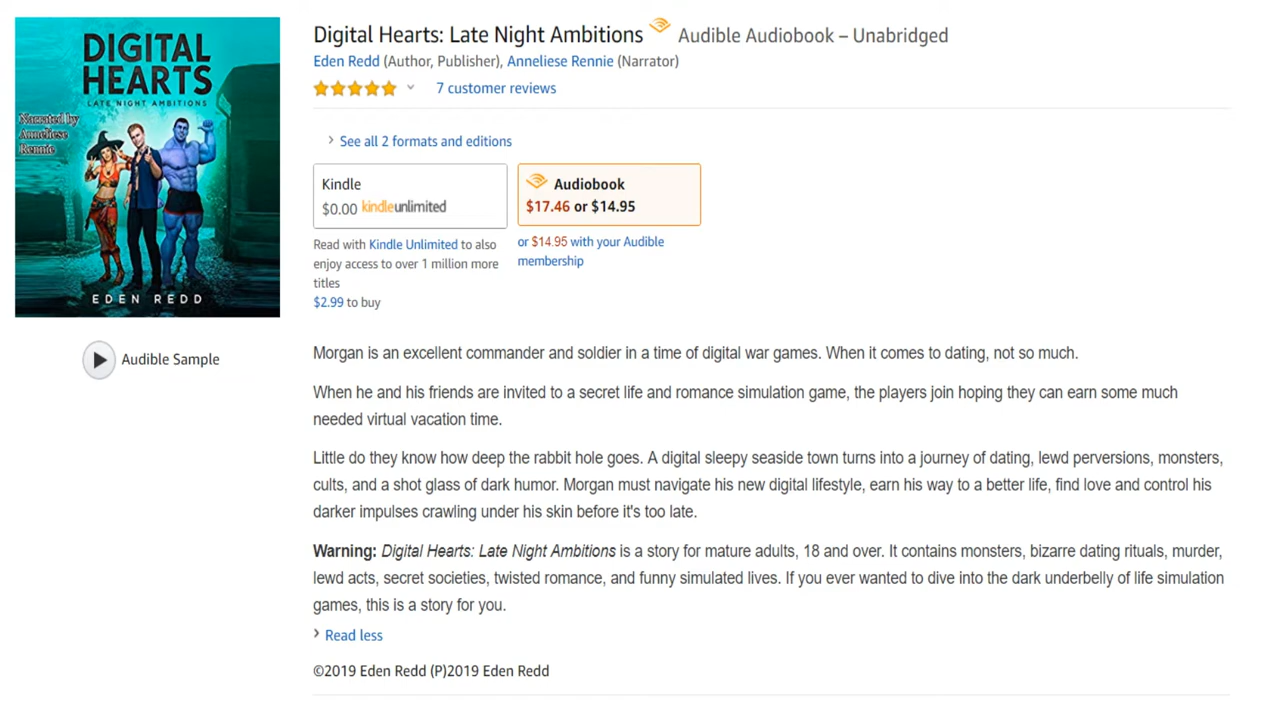 DIGITAL
HEARTS
LATE NIGHT AMBITIONS
Narrated by
Anneliese
Rennie
EDEN REDD
Audible Sample
Digital Hearts: Late Night Ambitions Audible Audiobook – Unabridged
Eden Redd (Author, Publisher), Anneliese Rennie (Narrator)
7 customer reviews
See all 2 formats and editions
Kindle
$0.00 kindleunlimited
Read with Kindle Unlimited to also
enjoy access to over 1 million more
titles
$2.99 to buy
Audiobook
$17.46 or $14.95
or $14.95 with your Audible
membership
Morgan is an excellent commander and soldier in a time of digital war games. When it comes to dating, not so much.
When he and his friends are invited to a secret life and romance simulation game, the players join hoping they can earn some much
needed virtual vacation time.
Little do they know how deep the rabbit hole goes. A digital sleepy seaside town turns into a journey of dating, lewd perversions, monsters,
cults, and a shot glass of dark humor. Morgan must navigate his new digital lifestyle, earn his way to a better life, find love and control his
darker impulses crawling under his skin before it's too late.
Warning: Digital Hearts: Late Night Ambitions is a story for mature adults, 18 and over. It contains monsters, bizarre dating rituals, murder,
lewd acts, secret societies, twisted romance, and funny simulated lives. If you ever wanted to dive into the dark underbelly of life simulation
games, this is a story for you.
Read less
©2019 Eden Redd (P)2019 Eden Redd